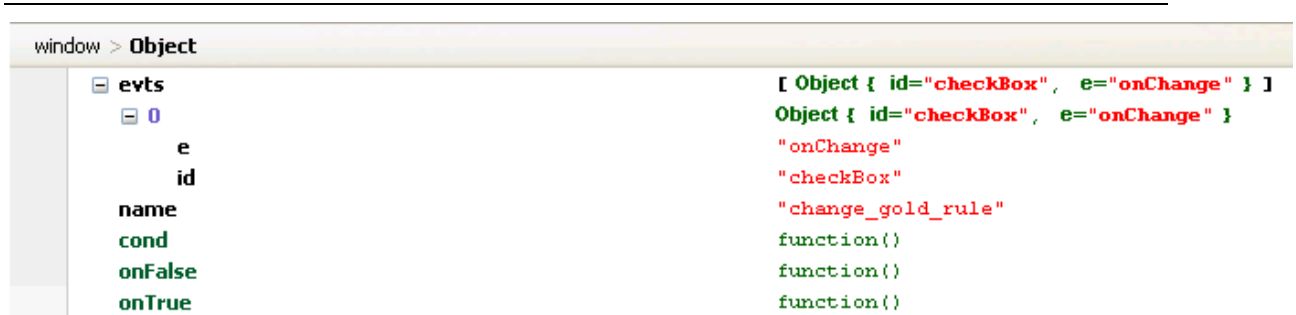 window > Object
evts [ Object { id="checkBox", e="onChange" } ]
0 Object { id="checkBox", e="onChange" }
e "onChange"
id "checkBox"
name "change_gold_rule"
cond function()
onFalse function()
onTrue function()